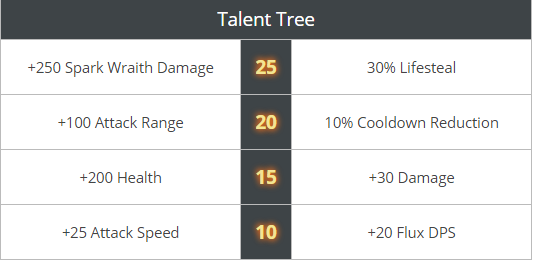 Talent Tree
+250 Spark Wraith Damage 25 30% Lifesteal
+100 Attack Range 20 10% Cooldown Reduction
+200 Health 15 +30 Damage
+25 Attack Speed 10 +20 Flux DPS